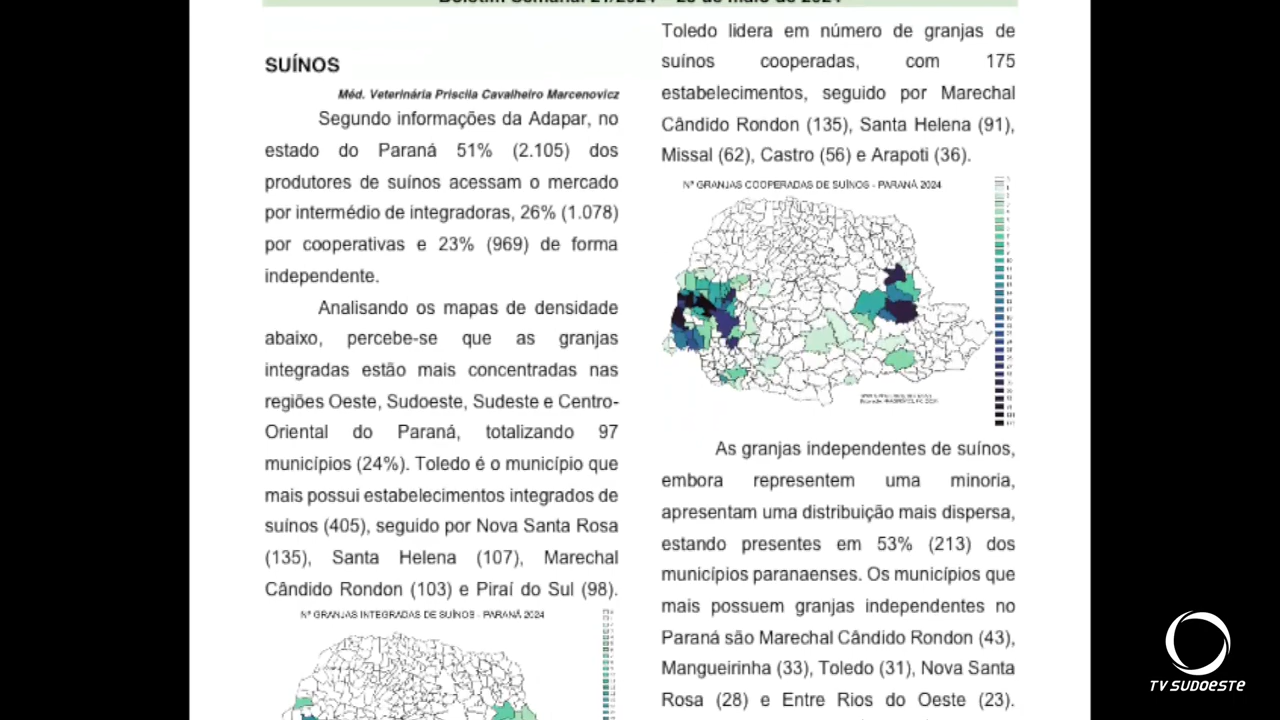 Boletim Semanal 21/2024 – 23 de maio de 2024
SUÍNOS
Méd. Veterinária Priscila Cavalheiro Marcenovicz
Segundo informações da Adapar, no
estado do Paraná 51% (2.105) dos
produtores de suínos acessam o mercado
por intermédio de integradoras, 26% (1.078)
por cooperativas e 23% (969) de forma
independente.
Analisando os mapas de densidade
abaixo, percebe-se que as granjas
integradas estão mais concentradas nas
regiões Oeste, Sudoeste, Sudeste e Centro-
Oriental do Paraná, totalizando 97
municípios (24%). Toledo é o município que
mais possui estabelecimentos integrados de
suínos (405), seguido por Nova Santa Rosa
(135), Santa Helena (107), Marechal
Cândido Rondon (103) e Piraí do Sul (98).
Nº GRANJAS INTEGRADAS DE SUÍNOS - PARANÁ 2024
Toledo lidera em número de granjas de
suínos cooperadas, com 175
estabelecimentos, seguido por Marechal
Cândido Rondon (135), Santa Helena (91),
Missal (62), Castro (56) e Arapoti (36).
Nº GRANJAS COOPERADAS DE SUÍNOS - PARANÁ 2024
As granjas independentes de suínos,
embora representem uma minoria,
apresentam uma distribuição mais dispersa,
estando presentes em 53% (213) dos
municípios paranaenses. Os municípios que
mais possuem granjas independentes no
Paraná são Marechal Cândido Rondon (43),
Mangueirinha (33), Toledo (31), Nova Santa
Rosa (28) e Entre Rios do Oeste (23).
TV SUDOESTE